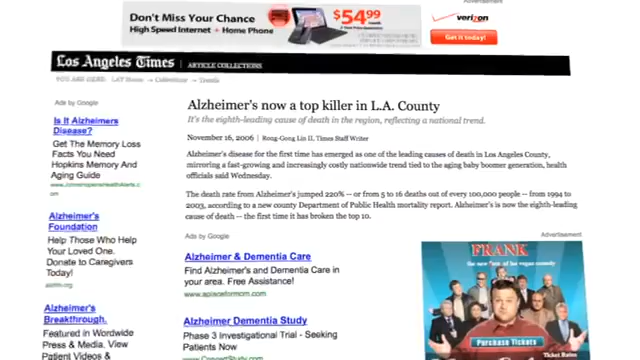 Advertisement
Don't Miss Your Chance
High Speed Internet + Home Phone
$54.99
verizon
Get it today!
Los Angeles Times | ARTICLE COLLECTIONS
YOU ARE HERE: LAT Home → Collections →
Ads by Google
Is It Alzheimers
Disease?
Get The Memory Loss
Facts You Need
Hopkins Memory And
Aging Guide
Alzheimer's
Foundation
Help Those Who Help
Your Loved One.
Donate to Caregivers
Today!
Alzheimer's
Breakthrough.
Featured in Wordwide
Press & Media. View
Patient Videos &
Alzheimer's now a top killer in L.A. County
It's the eighth-leading cause of death in the region, reflecting a national trend.
November 16, 2006 | Rong-Gong Lin II, Times Staff Writer
Alzheimer's disease for the first time has emerged as one of the leading causes of death in Los Angeles County,
mirroring a fast-growing and increasingly costly nationwide trend tied to the aging baby boomer generation, health
officials said Wednesday.
The death rate from Alzheimer's jumped 220% -- or from 5 to 16 deaths out of every 100,000 people -- from 1994 to
2003, according to a new county Department of Public Health mortality report. Alzheimer's is now the eighth-leading
cause of death -- the first time it has broken the top 10.
Ads by Google
Alzheimer & Dementia Care
Find Alzheimer's and Dementia Care in
your area. Free Assistance!
www.aplaceformom.com
Alzheimer Dementia Study
Phase 3 Investigational Trial - Seeking
Patients Now
Advertisement
FRANK
Purchase Tickets
Ticket Rates